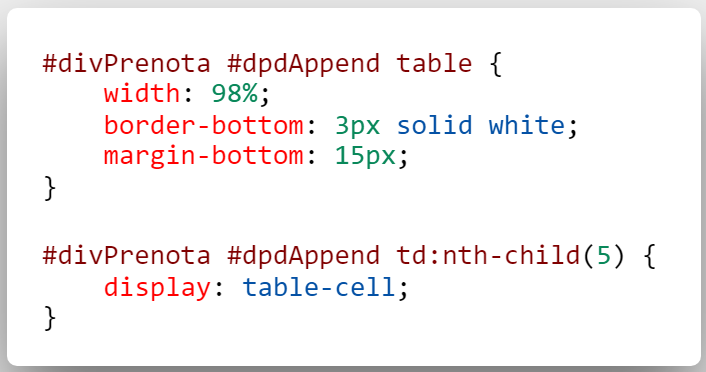 #divPrenota #dpdAppend table {
    width: 98%;
    border-bottom: 3px solid white;
    margin-bottom: 15px;
}

#divPrenota #dpdAppend td:nth-child(5) {
    display: table-cell;
}